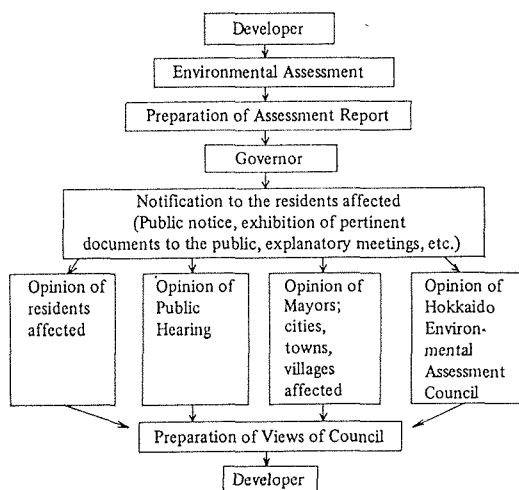 Developer
Environmental Assessment
Preparation of Assessment Report
Governor
Notification to the residents affected
(Public notice, exhibition of pertinent
documents to the public, explanatory meetings, etc.)
Opinion of
residents
affected
Opinion of
Public
Hearing
Opinion of
Mayors;
cities,
towns,
villages
affected
Opinion of
Hokkaido
Environ-
mental
Assessment
Council
Preparation of Views of Council
Developer